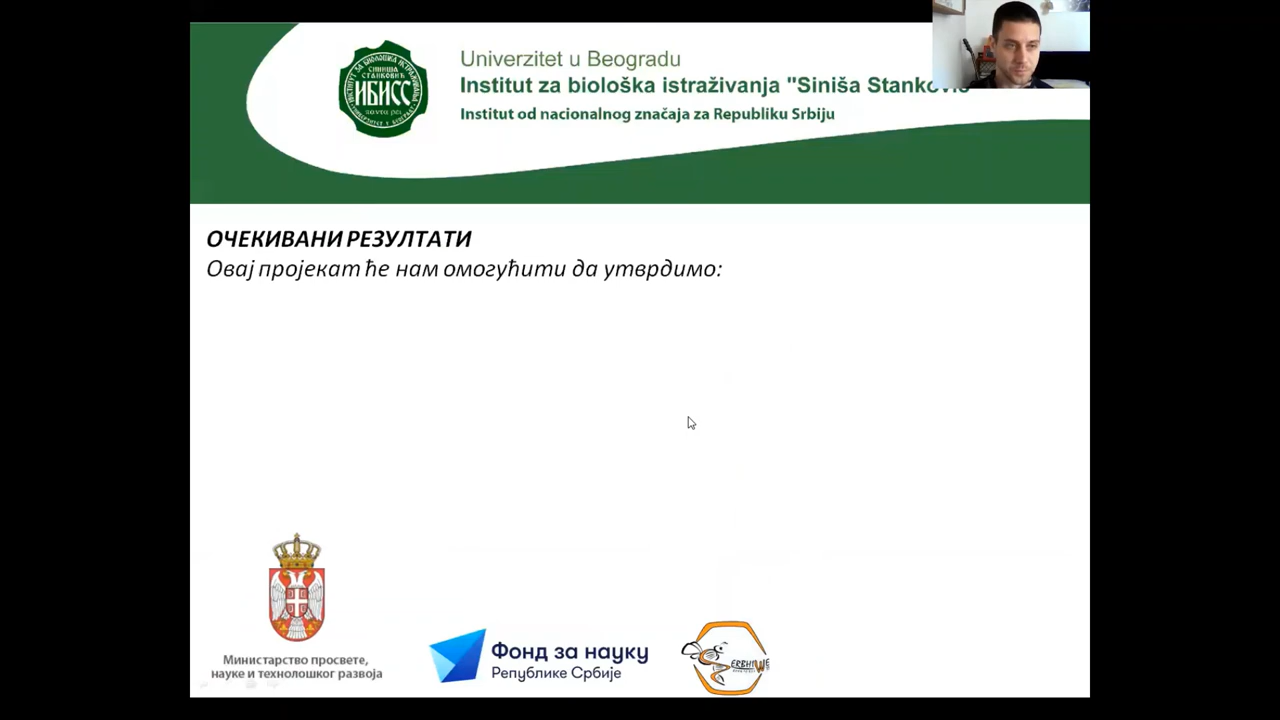 Univerzitet u Beogradu
Institut za biološka istraživanja "Siniša
Institut od nacionalnog značaja za Republiku Srbiju
ИБИСС
ОЧЕКИВАНИ РЕЗУЛТАТИ
Овај пројекат ће нам омогућити да утврдимо:
Министарство просвете,
науке и технолошког развоја
Фонд за науку
Републике Србије